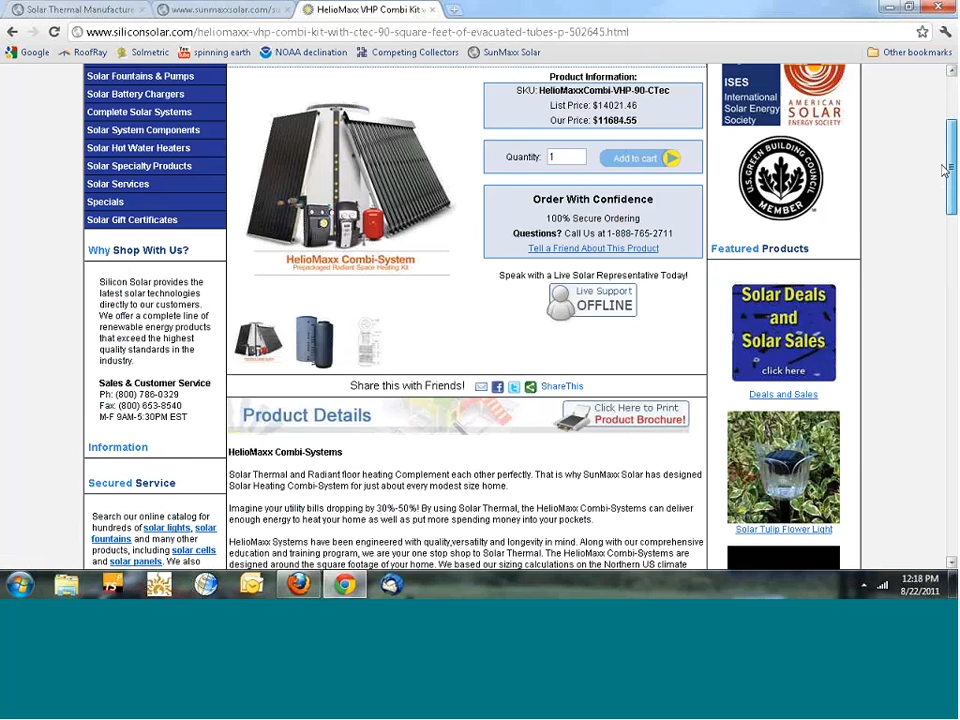 Solar Thermal Manufacture
www.sunmaxxsolar.com/su
HelioMaxx VHP Combi Kit v
www.siliconsolar.com/heliomaxx-vhp-combi-kit-with-ctec-90-square-feet-of-evacuated-tubes-p-502645.html
Google
RoofRay
Solmetric
spinning earth
NOAA declination
Competing Collectors
SunMaxx Solar
Other bookmarks
Solar Fountains & Pumps
Solar Battery Chargers
Complete Solar Systems
Solar System Components
Solar Hot Water Heaters
Solar Specialty Products
Solar Services
Specials
Solar Gift Certificates
Why Shop With Us?
Silicon Solar provides the
latest solar technologies
directly to our customers.
We offer a complete line of
renewable energy products
that exceed the highest
quality standards in the
industry.
Sales & Customer Service
Ph: (800) 786-0329
Fax: (800) 653-8540
M-F 9AM-5:30PM EST
Information
Secured Service
Search our online catalog for
hundreds of solar lights, solar
fountains and many other
products, including solar cells
and solar panels. We also
HelioMaxx Combi-System
Prepackaged Radiant Space Heating Kit
Product Information:
SKU: HelioMaxxCombi-VHP-90-CTec
List Price: $14021.46
Our Price: $11684.55
Quantity: 1
Add to cart
Order With Confidence
100% Secure Ordering
Questions? Call Us at 1-888-765-2711
Tell a Friend About This Product
Speak with a Live Solar Representative Today!
Live Support
OFFLINE
Share this with Friends!
ShareThis
Product Details
Click Here to Print
Product Brochure!
HelioMaxx Combi-Systems
Solar Thermal and Radiant floor heating Complement each other perfectly. That is why SunMaxx Solar has designed
Solar Heating Combi-System for just about every modest size home.
Imagine your utility bills dropping by 30%-50%! By using Solar Thermal, the HelioMaxx Combi-Systems can deliver
enough energy to heat your home as well as put more spending money into your pockets.
HelioMaxx Systems have been engineered with quality,versatilty and longevity in mind. Along with our comprehensive
education and training program, we are your one stop shop to Solar Thermal. The HelioMaxx Combi-Systems are
designed around the square footage of your home. We based our sizing calculations on the Northern US climate
ISES
International
Solar Energy
Society
AMERICAN
SOLAR
ENERGY SOCIETY
U.S. GREEN BUILDING COUNCIL
MEMBER
Featured Products
Solar Deals
and
Solar Sales
click here
Deals and Sales
Solar Tulip Flower Light
12:18 PM
8/22/2011